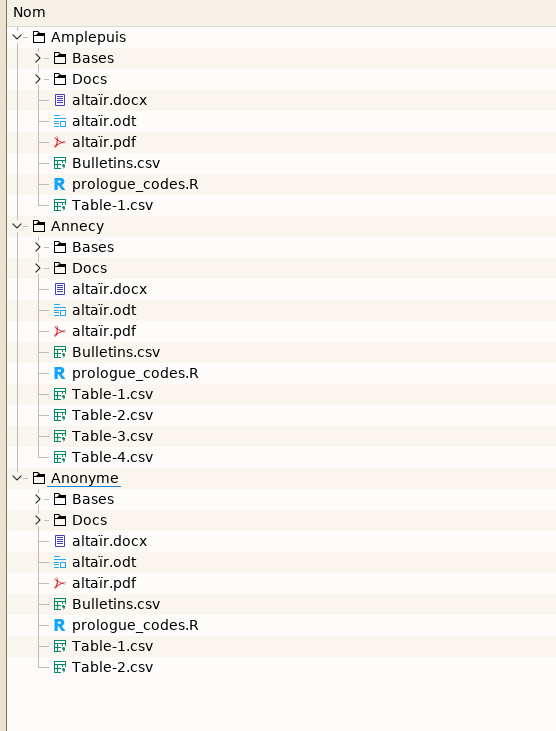 Nom
Amplepuis
Bases
Docs
altaïr.docx
altaïr.odt
altaïr.pdf
Bulletins.csv
prologue_codes.R
Table-1.csv
Annecy
Bases
Docs
altaïr.docx
altaïr.odt
altaïr.pdf
Bulletins.csv
prologue_codes.R
Table-1.csv
Table-2.csv
Table-3.csv
Table-4.csv
Anonyme
Bases
Docs
altaïr.docx
altaïr.odt
altaïr.pdf
Bulletins.csv
prologue_codes.R
Table-1.csv
Table-2.csv